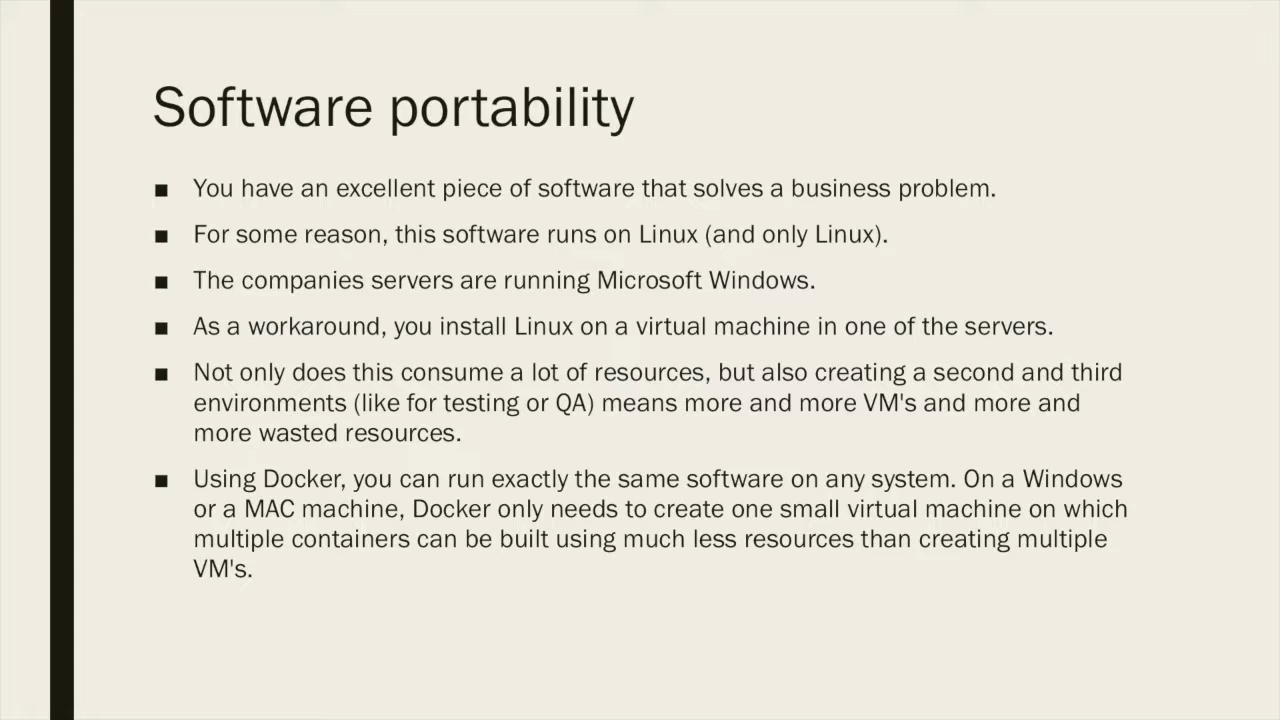 Software portability
■ You have an excellent piece of software that solves a business problem.
■ For some reason, this software runs on Linux (and only Linux).
■ The companies servers are running Microsoft Windows.
■ As a workaround, you install Linux on a virtual machine in one of the servers.
■ Not only does this consume a lot of resources, but also creating a second and third
environments (like for testing or QA) means more and more VM's and more and
more wasted resources.
■ Using Docker, you can run exactly the same software on any system. On a Windows
or a MAC machine, Docker only needs to create one small virtual machine on which
multiple containers can be built using much less resources than creating multiple
VM's.